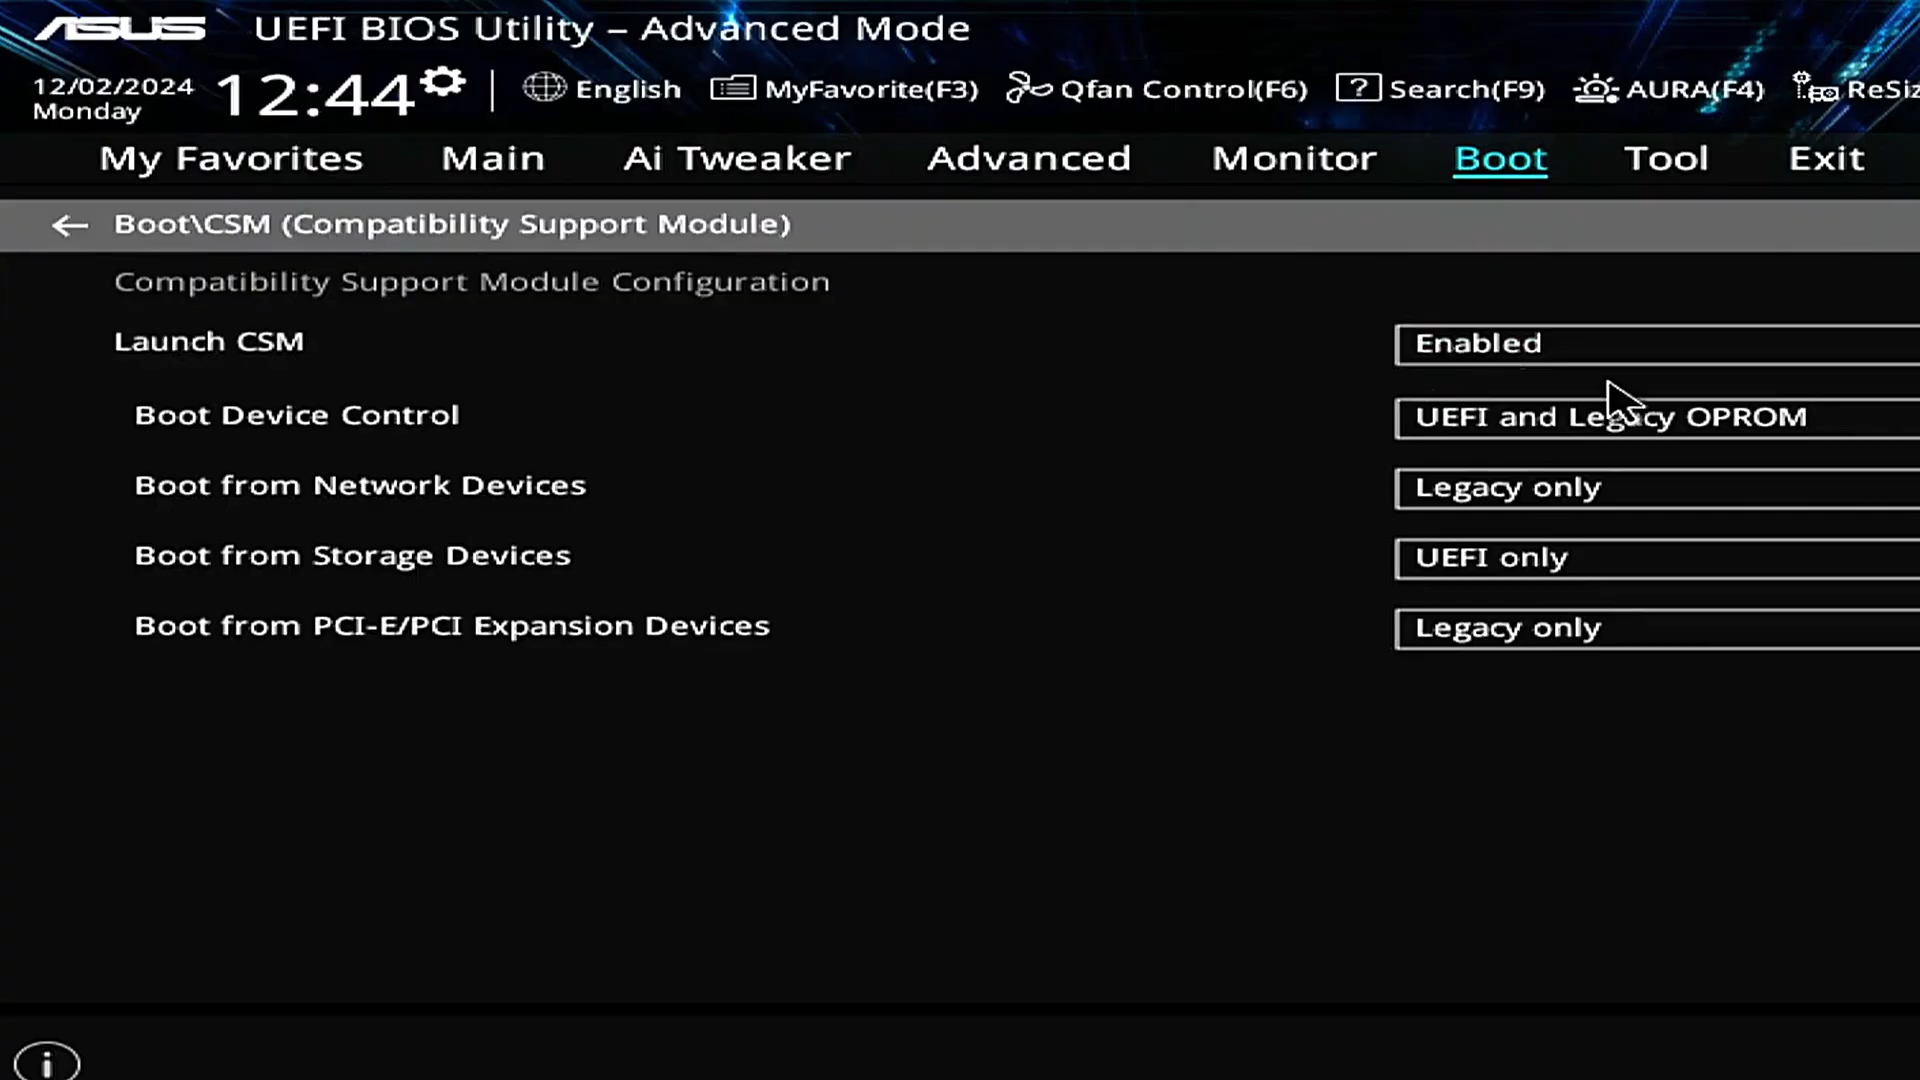 ASUS UEFI BIOS Utility – Advanced Mode
12/02/2024
Monday
12:44
English MyFavorite(F3) Qfan Control(F6) ? Search(F9) AURA(F4) ReSiz
My Favorites Main Ai Tweaker Advanced Monitor Boot Tool Exit
← Boot\CSM (Compatibility Support Module)
Compatibility Support Module Configuration
Launch CSM Enabled
Boot Device Control UEFI and Legacy OPROM
Boot from Network Devices Legacy only
Boot from Storage Devices UEFI only
Boot from PCI-E/PCI Expansion Devices Legacy only
i